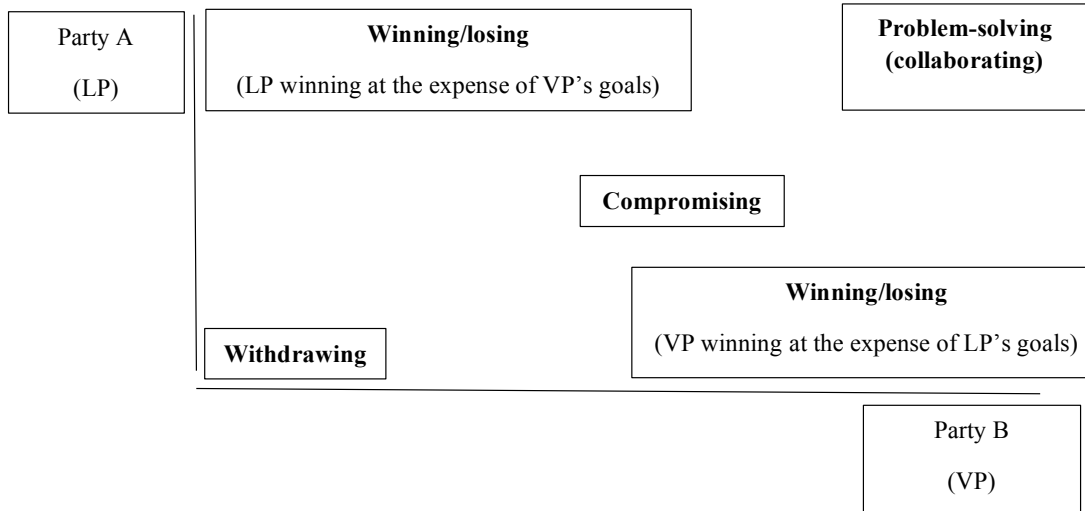 Party A
(LP)
Winning/losing
(LP winning at the expense of VP’s goals)
Problem-solving
(collaborating)
Compromising
Winning/losing
(VP winning at the expense of LP’s goals)
Withdrawing
Party B
(VP)